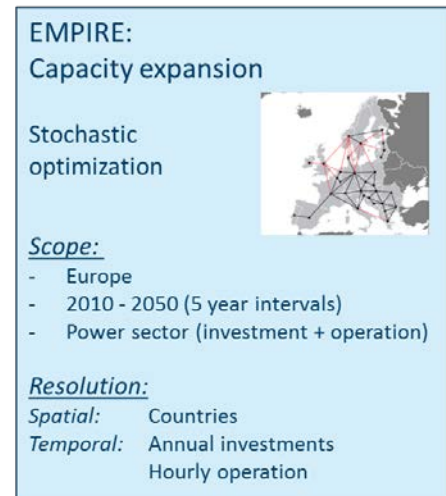 EMPIRE:
Capacity expansion
Stochastic
optimization
Scope:
- Europe
- 2010 - 2050 (5 year intervals)
- Power sector (investment + operation)
Resolution:
Spatial: Countries
Temporal: Annual investments
Hourly operation